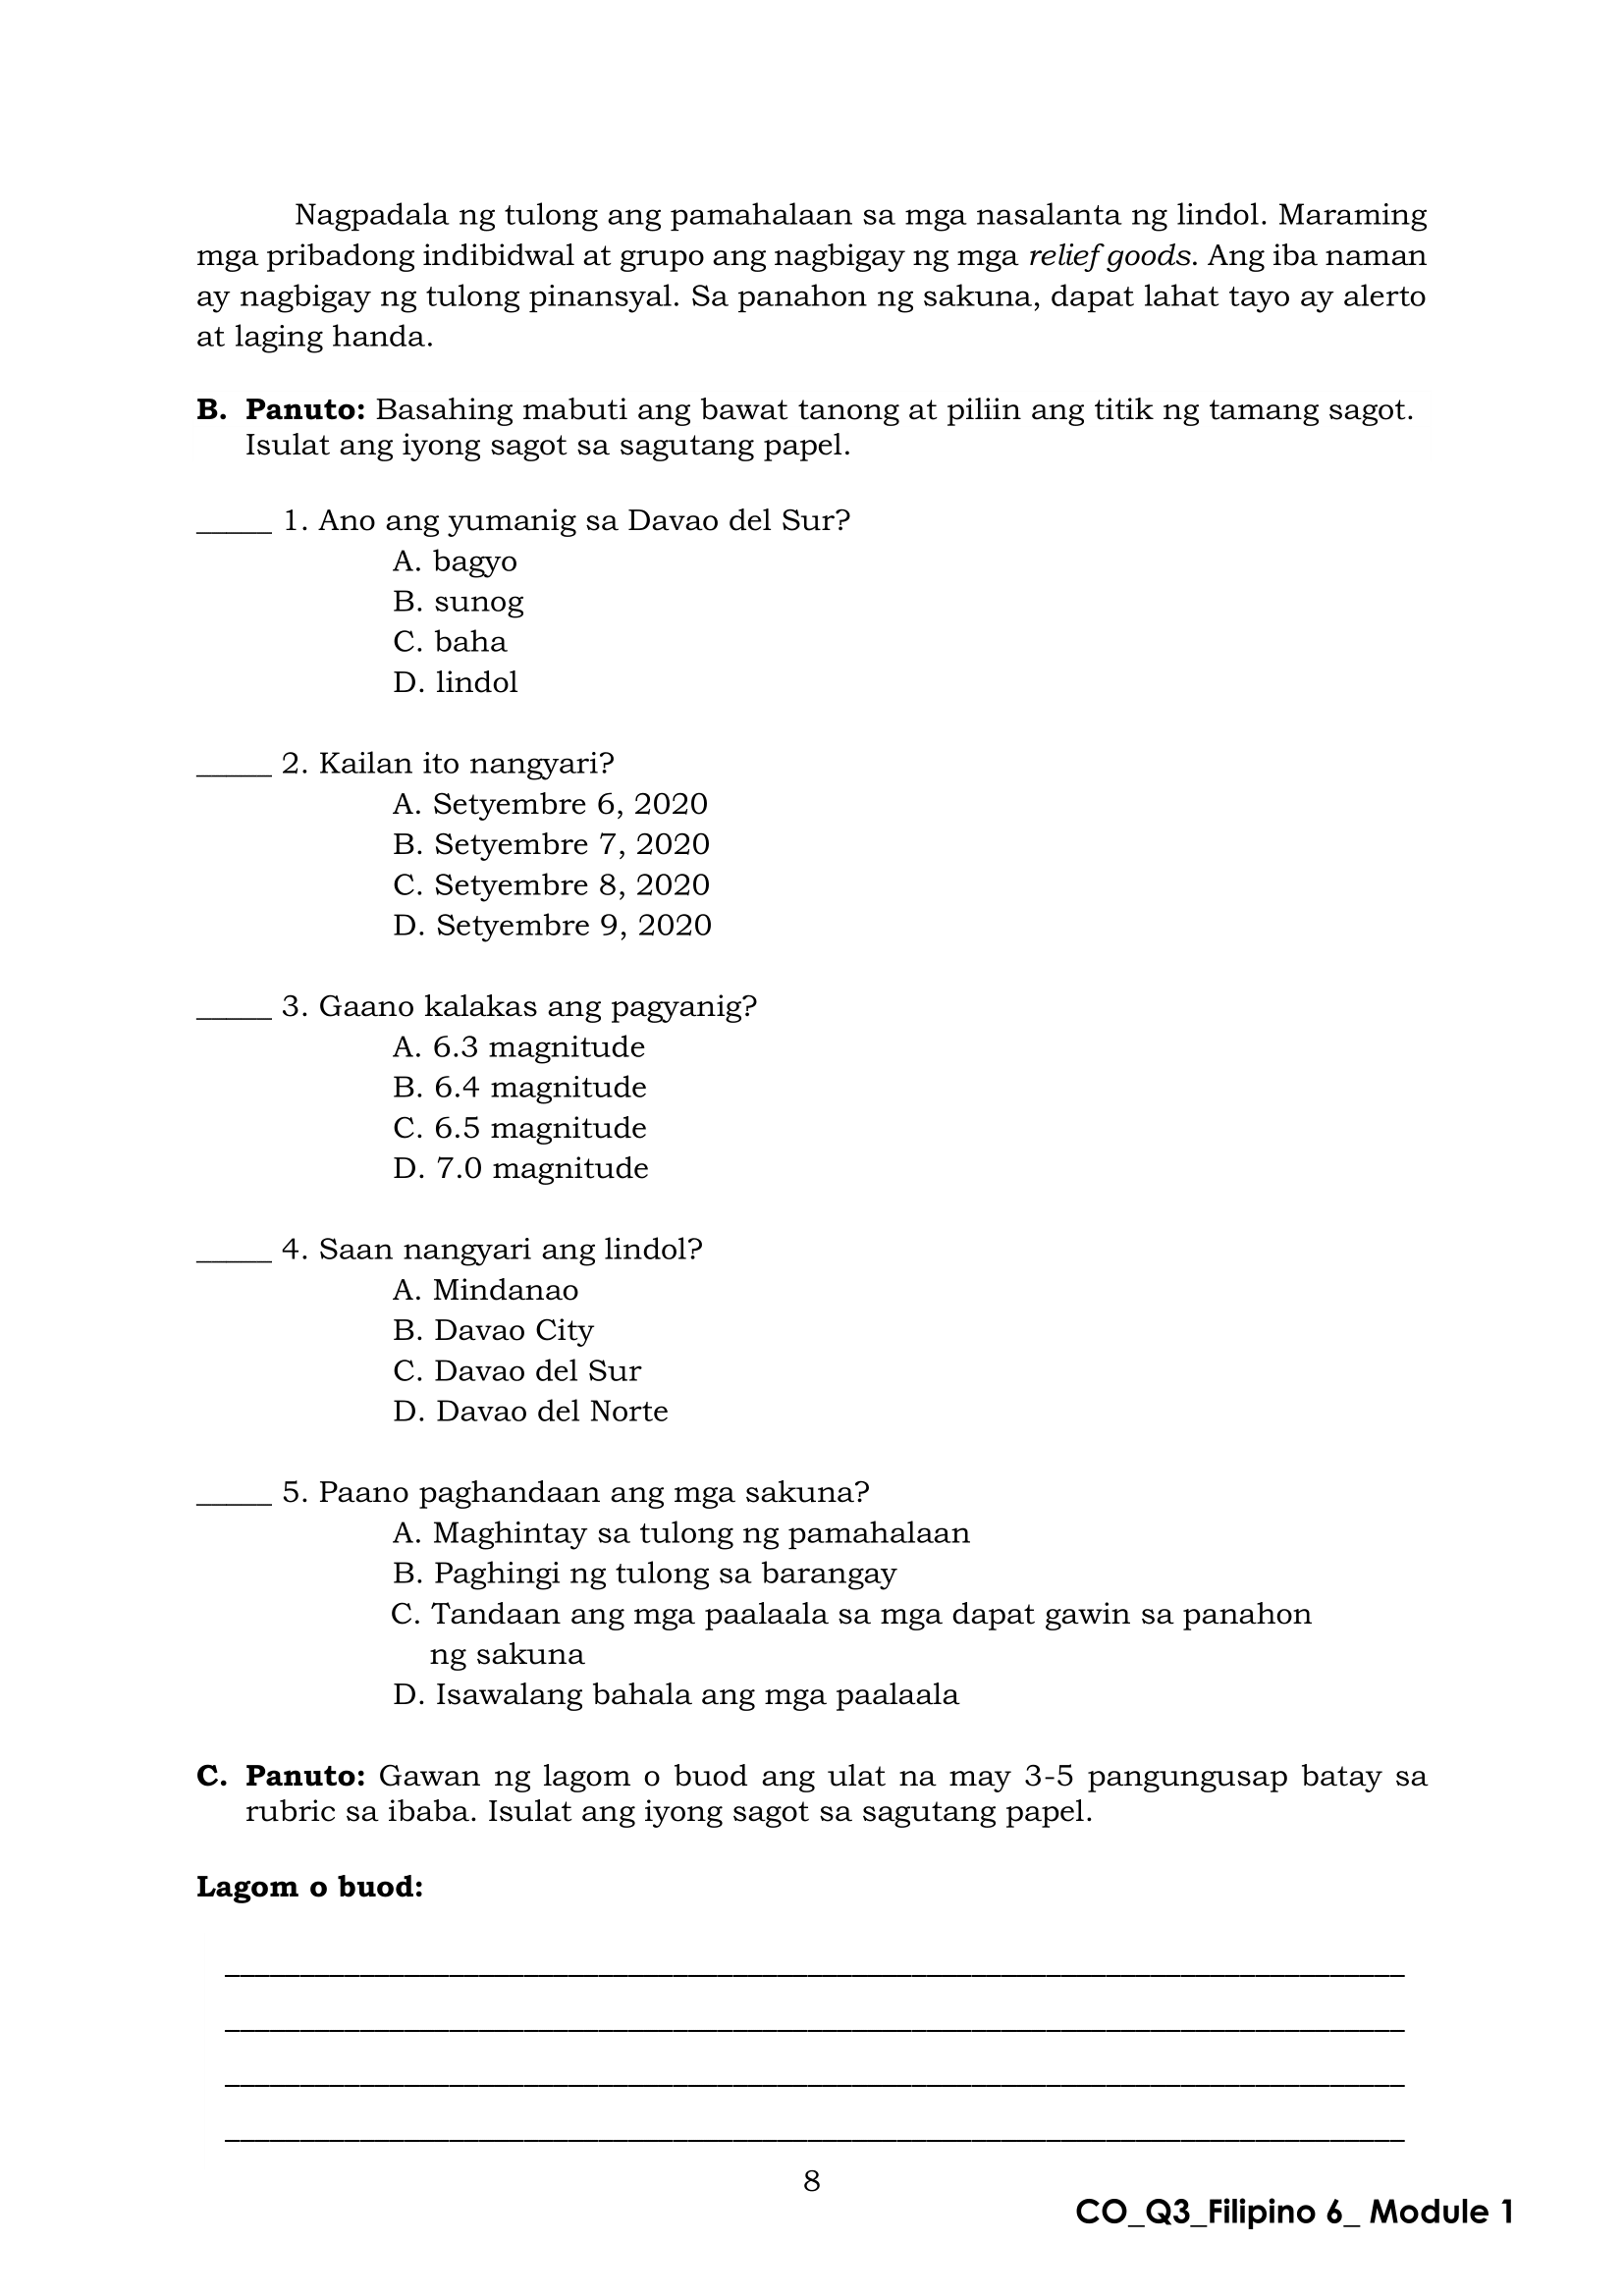 Nagpadala ng tulong ang pamahalaan sa mga nasalanta ng lindol. Maraming
mga pribadong indibidwal at grupo ang nagbigay ng mga relief goods. Ang iba naman
ay nagbigay ng tulong pinansyal. Sa panahon ng sakuna, dapat lahat tayo ay alerto
at laging handa.
B. Panuto: Basahing mabuti ang bawat tanong at piliin ang titik ng tamang sagot.
Isulat ang iyong sagot sa sagutang papel.
_____ 1. Ano ang yumanig sa Davao del Sur?
A. bagyo
B. sunog
C. baha
D. lindol
_____ 2. Kailan ito nangyari?
A. Setyembre 6, 2020
B. Setyembre 7, 2020
C. Setyembre 8, 2020
D. Setyembre 9, 2020
_____ 3. Gaano kalakas ang pagyanig?
A. 6.3 magnitude
B. 6.4 magnitude
C. 6.5 magnitude
D. 7.0 magnitude
_____ 4. Saan nangyari ang lindol?
A. Mindanao
B. Davao City
C. Davao del Sur
D. Davao del Norte
_____ 5. Paano paghandaan ang mga sakuna?
A. Maghintay sa tulong ng pamahalaan
B. Paghingi ng tulong sa barangay
C. Tandaan ang mga paalaala sa mga dapat gawin sa panahon
ng sakuna
D. Isawalang bahala ang mga paalaala
C. Panuto: Gawan ng lagom o buod ang ulat na may 3-5 pangungusap batay sa
rubric sa ibaba. Isulat ang iyong sagot sa sagutang papel.
Lagom o buod:
8
CO_Q3_Filipino 6_ Module 1